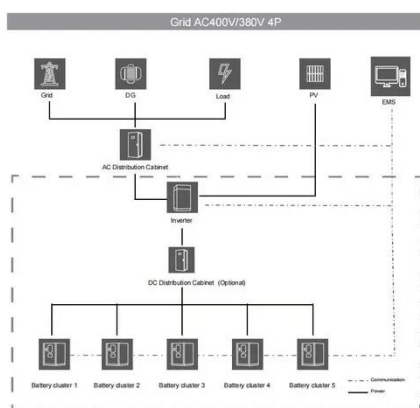 Grid AC400V/380V 4P
Grid
DG
Load
PV
EMS
AC Distribution Cabinet
Inverter
DC Distribution Cabinet (Optional)
Battery cluster 1
Battery cluster 2
Battery cluster 3
Battery cluster 4
Battery cluster 5
Communication
Power